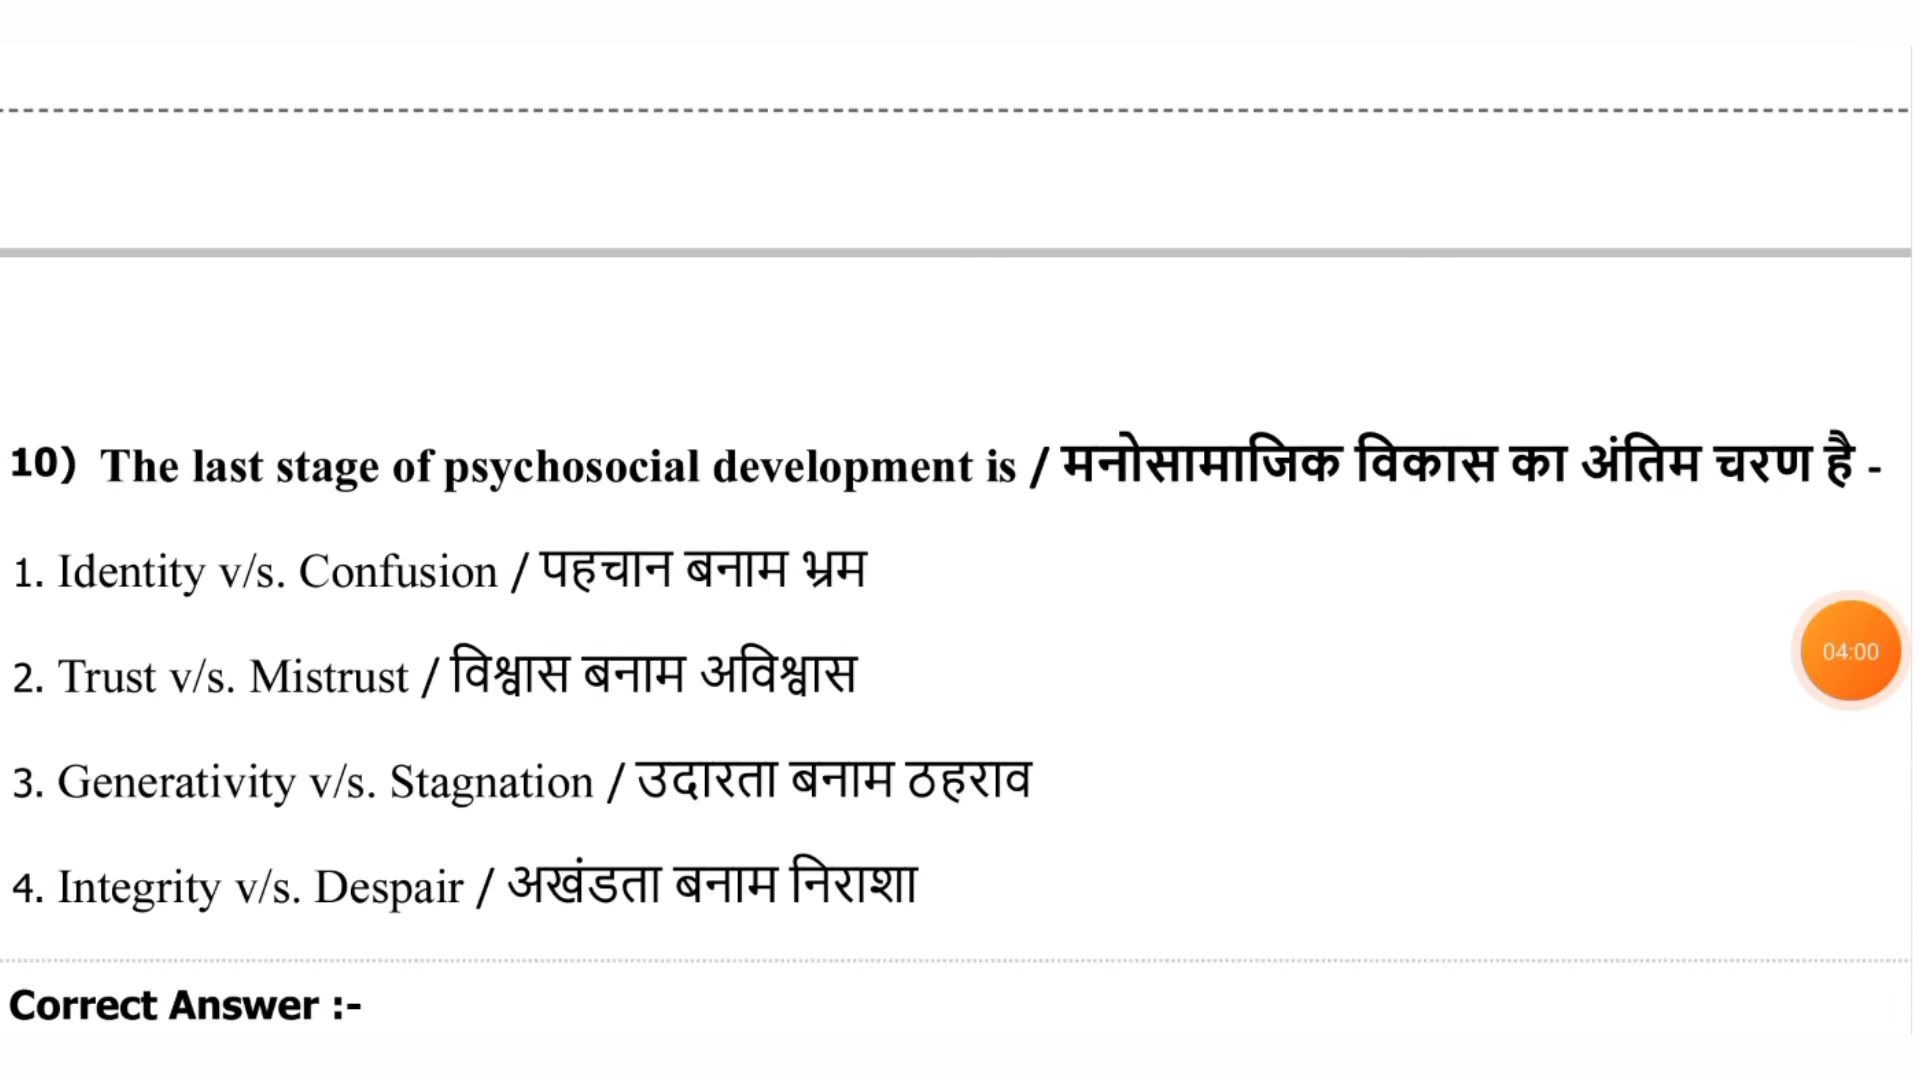 10) The last stage of psychosocial development is / मनोसामाजिक विकास का अंतिम चरण है -
1. Identity v/s. Confusion / पहचान बनाम भ्रम
2. Trust v/s. Mistrust / विश्वास बनाम अविश्वास
04:00
3. Generativity v/s. Stagnation / उदारता बनाम ठहराव
4. Integrity v/s. Despair / अखंडता बनाम निराशा
Correct Answer :-